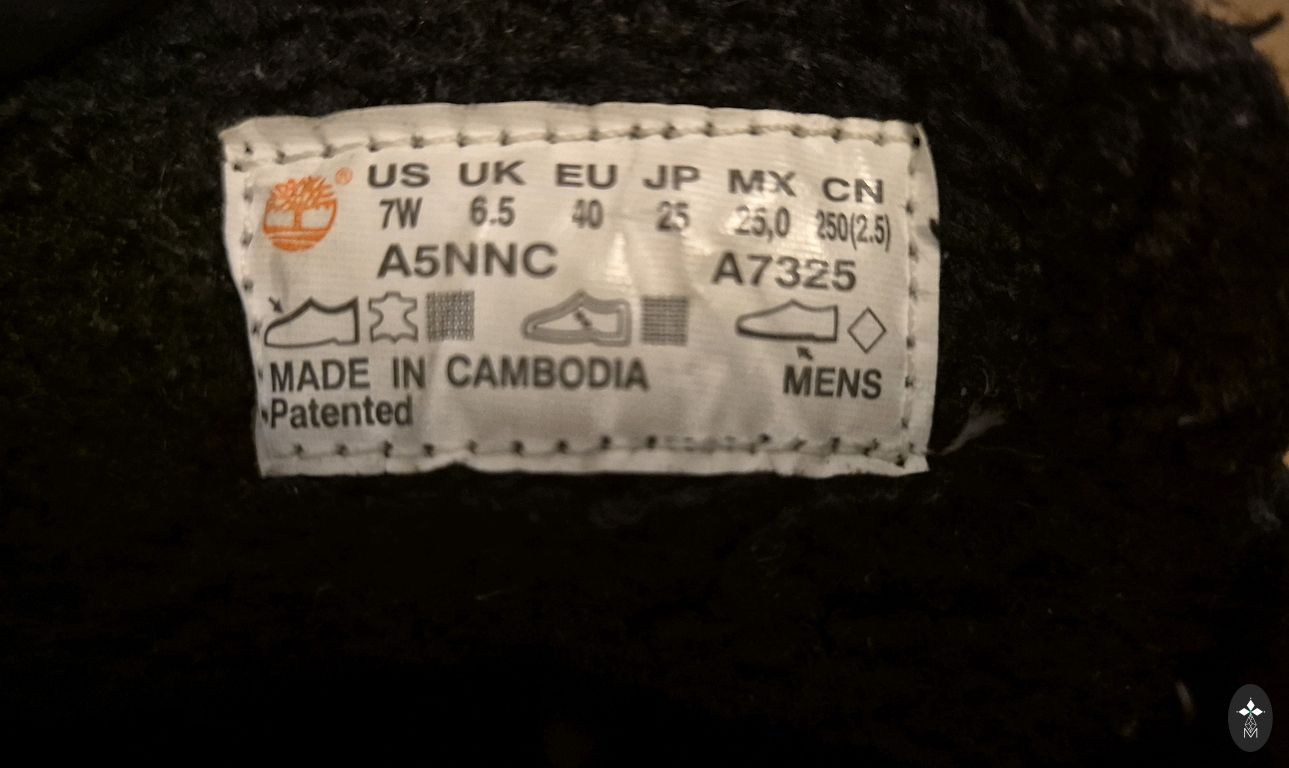 ® US UK EU JP MX CN
7W 6.5 40 25 25,0 250(2.5)
A5NNC A7325
MADE IN CAMBODIA MENS
Patented
M